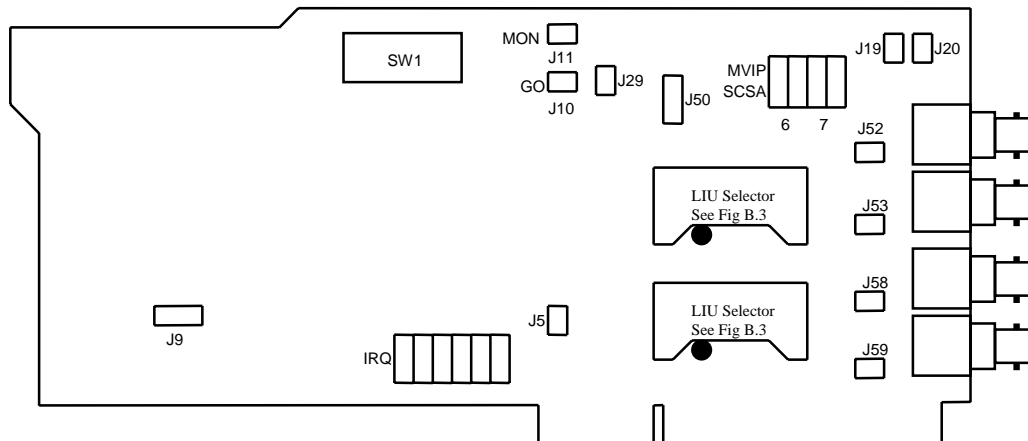 SW1
MON
J11
GO
J10
J29
J50
MVIP
SCSA
6 7
J19
J20
J52
LIU Selector
See Fig B.3
J53
J58
LIU Selector
See Fig B.3
J59
J9
J5
IRQ